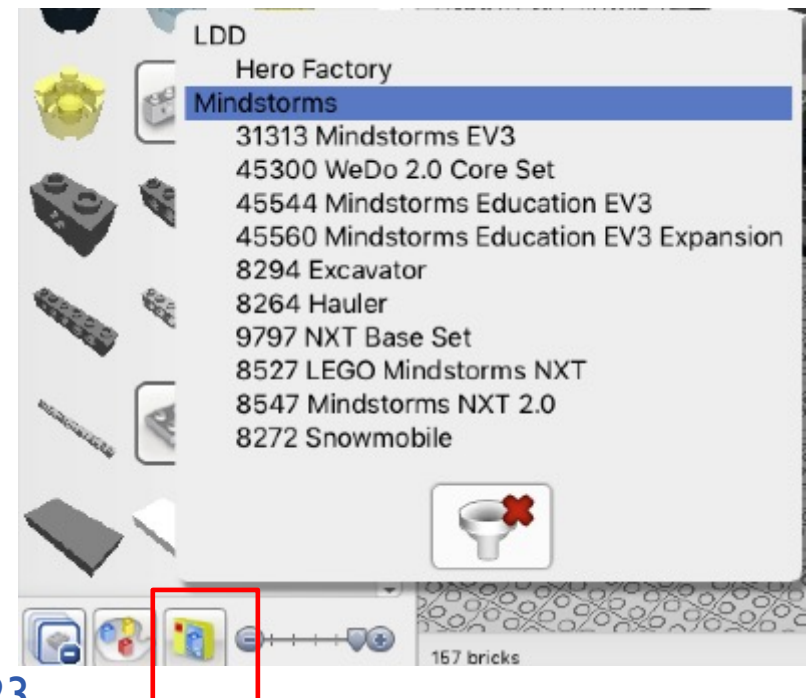 LDD
Hero Factory
Mindstorms
31313 Mindstorms EV3
45300 WeDo 2.0 Core Set
45544 Mindstorms Education EV3
45560 Mindstorms Education EV3 Expansion
8294 Excavator
8264 Hauler
9797 NXT Base Set
8527 LEGO Mindstorms NXT
8547 Mindstorms NXT 2.0
8272 Snowmobile
157 bricks